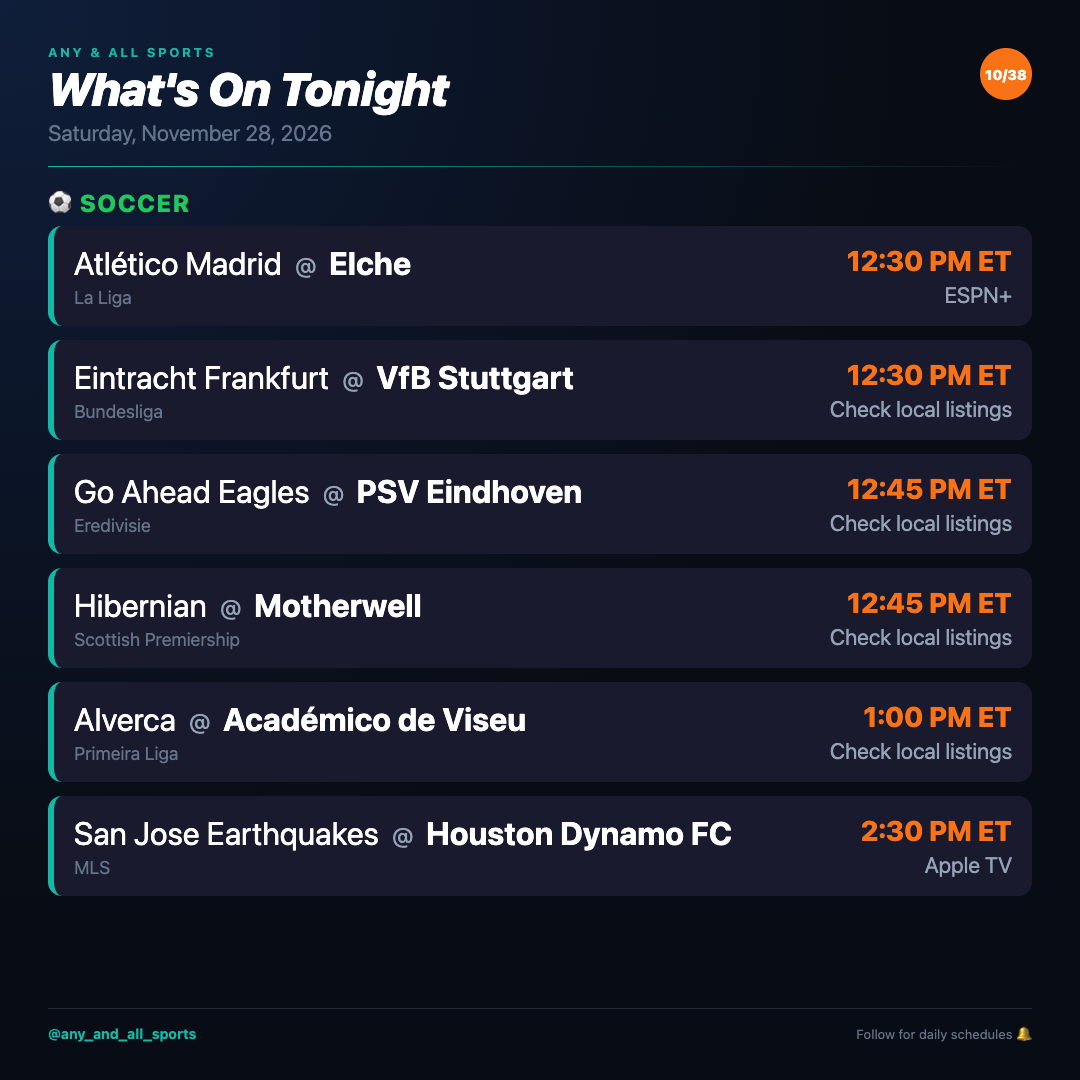 ANY & ALL SPORTS
What's On Tonight
10/38
Saturday, November 28, 2026
⚽ SOCCER
Atlético Madrid @ Elche
12:30 PM ET
La Liga
ESPN+
Eintracht Frankfurt @ VfB Stuttgart
12:30 PM ET
Bundesliga
Check local listings
Go Ahead Eagles @ PSV Eindhoven
12:45 PM ET
Eredivisie
Check local listings
Hibernian @ Motherwell
12:45 PM ET
Scottish Premiership
Check local listings
Alverca @ Académico de Viseu
1:00 PM ET
Primeira Liga
Check local listings
San Jose Earthquakes @ Houston Dynamo FC
2:30 PM ET
MLS
Apple TV
@any_and_all_sports
Follow for daily schedules 🔔